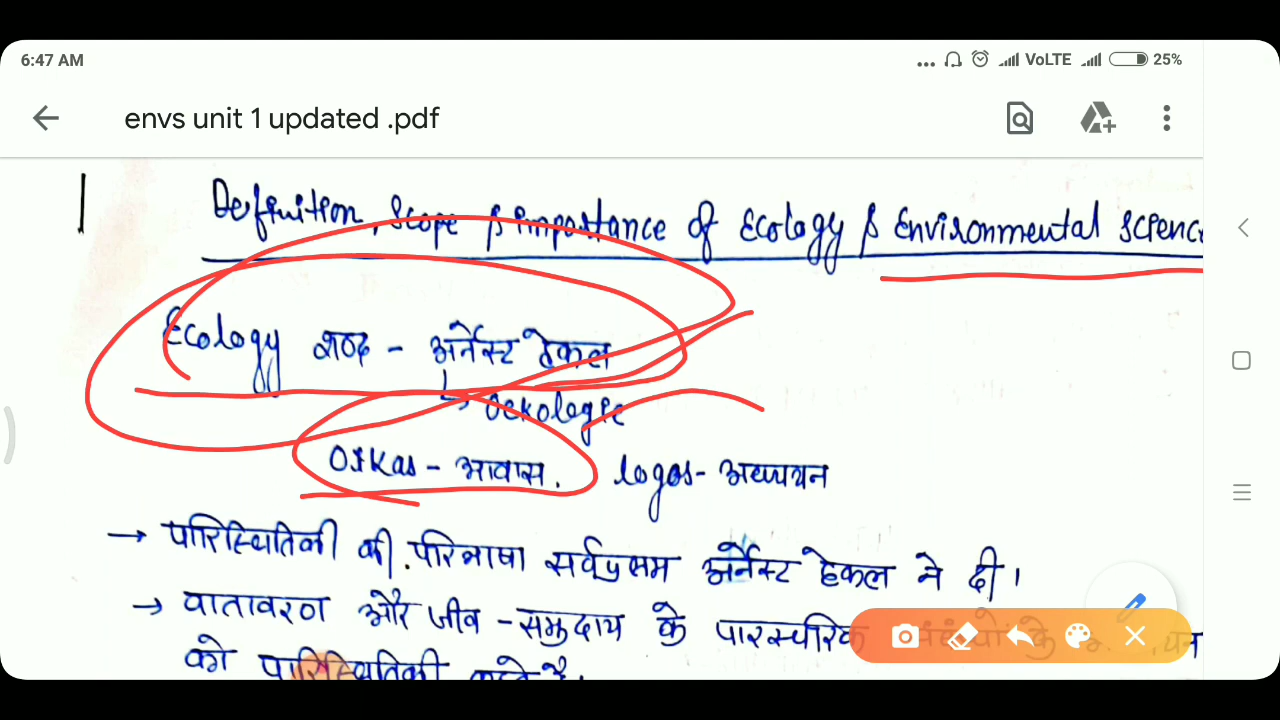 6:47 AM ... VoLTE 25%
envs unit 1 updated .pdf
1 Definition, Scope & importance of Ecology & Environmental Science
Ecology शब्द - अर्नेस्ट हेकल
Oekologie
Oikas - आवास. logos - अध्ययन
→ पारिस्थितिकी की परिभाषा सर्वप्रथम अर्नेस्ट हेकल ने दी।
→ वातावरण और जीव - समुदाय के पारस्परिक
को पारिस्थितिकी कहते है।